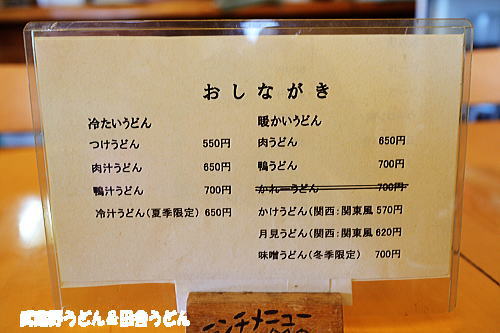 おしながき
冷たいうどん
つけうどん 550円
肉汁うどん 650円
鴨汁うどん 700円
冷汁うどん(夏季限定) 650円
暖かいうどん
肉うどん 650円
鴨うどん 700円
かれーうどん 700円
かけうどん(関西:関東風 570円
月見うどん(関西:関東風 620円
味噌うどん(冬季限定) 700円
ランチメニュー
武蔵野うどん&田舎うどん